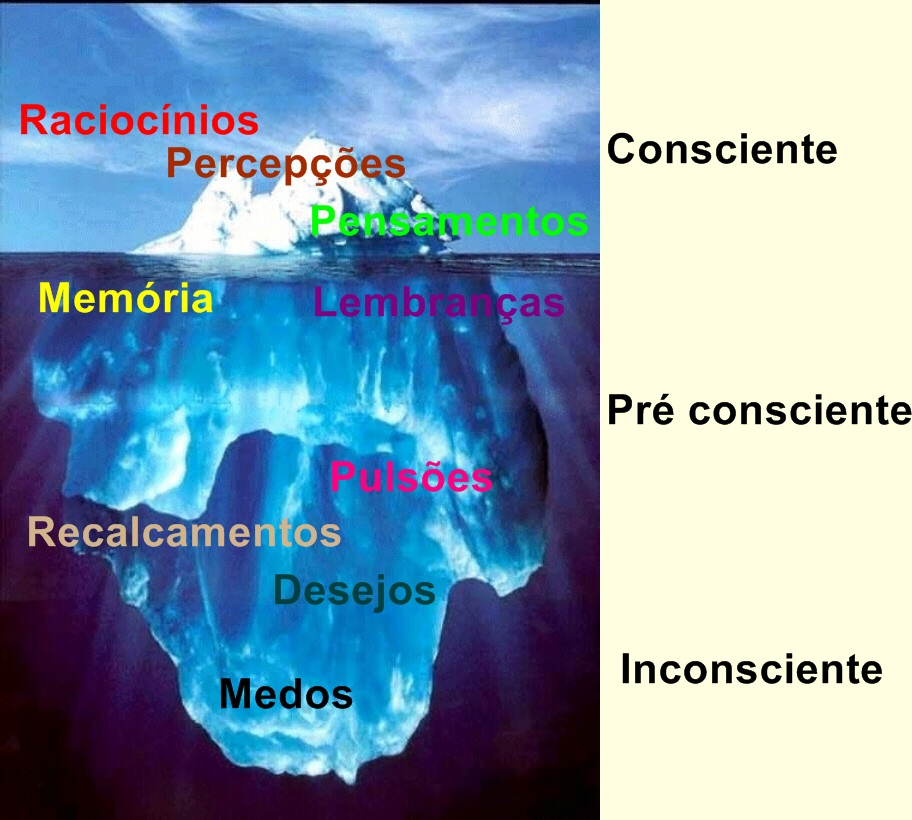 Raciocínios
Percepções
Consciente
Pensamentos
Memória
Lembranças
Pré consciente
Pulsões
Recalcamentos
Desejos
Inconsciente
Medos